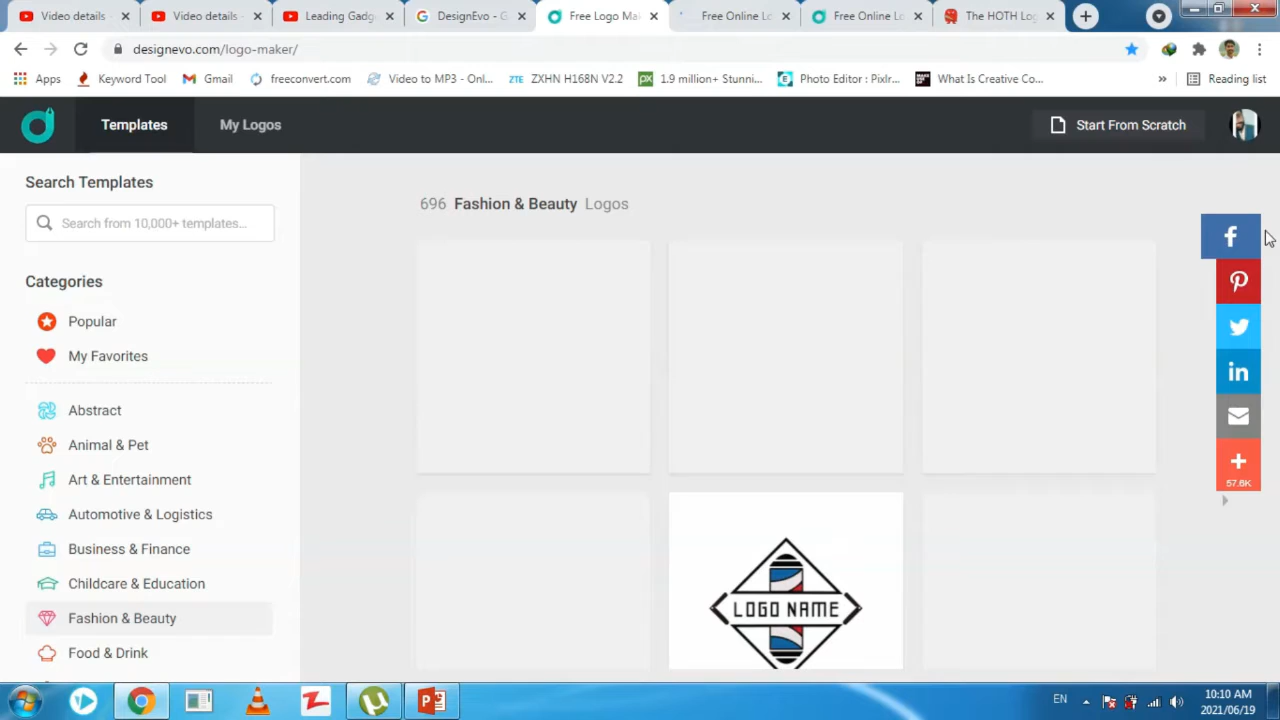 Video details
Video details
Leading Gadg
DesignEvo - G
Free Logo Ma
Free Online Lo
Free Online Lo
The HOTH Log
designevo.com/logo-maker/
Apps
Keyword Tool
Gmail
freeconvert.com
Video to MP3 - Onl...
ZTE ZXHN H168N V2.2
1.9 million+ Stunni...
Photo Editor : Pixlr...
What Is Creative Co...
»
Reading list
Templates
My Logos
Start From Scratch
Search Templates
Search from 10,000+ templates...
Categories
Popular
My Favorites
Abstract
Animal & Pet
Art & Entertainment
Automotive & Logistics
Business & Finance
Childcare & Education
Fashion & Beauty
Food & Drink
696 Fashion & Beauty Logos
LOGO NAME
57.6K
EN
10:10 AM
2021/06/19